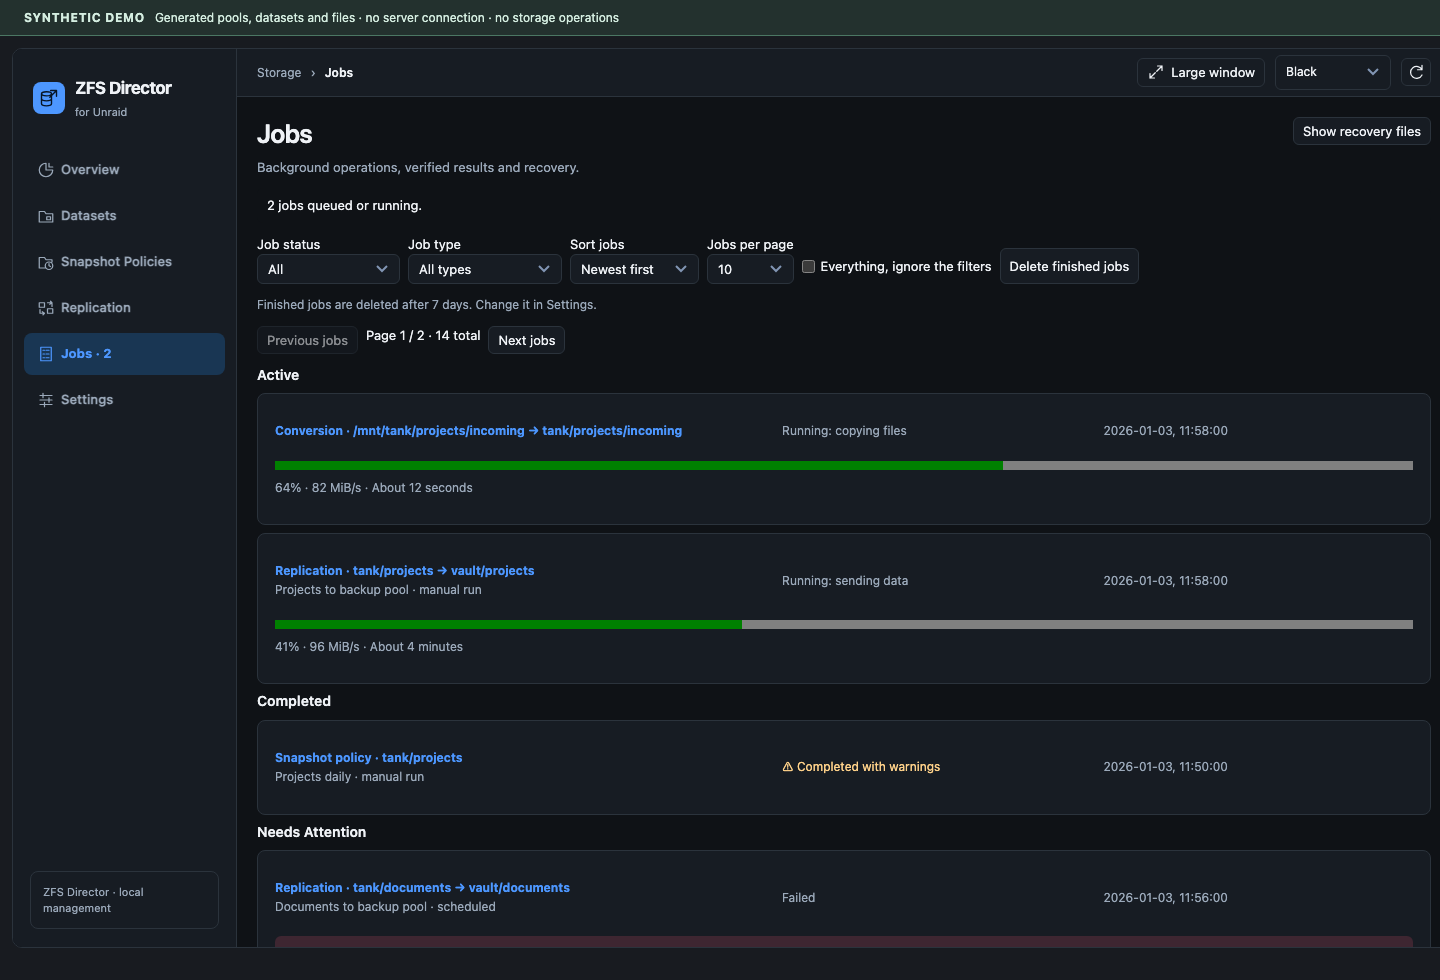 SYNTHETIC DEMO Generated pools, datasets and files · no server connection · no storage operations
ZFS Director
for Unraid
Storage › Jobs
Large window
Black
Overview
Datasets
Snapshot Policies
Replication
Jobs · 2
Settings
ZFS Director · local
management
Jobs
Show recovery files
Background operations, verified results and recovery.
2 jobs queued or running.
Job status
Job type
Sort jobs
Jobs per page
All
All types
Newest first
10
Everything, ignore the filters
Delete finished jobs
Finished jobs are deleted after 7 days. Change it in Settings.
Previous jobs
Page 1 / 2 · 14 total
Next jobs
Active
Conversion · /mnt/tank/projects/incoming → tank/projects/incoming
Running: copying files
2026-01-03, 11:58:00
64% · 82 MiB/s · About 12 seconds
Replication · tank/projects → vault/projects
Projects to backup pool · manual run
Running: sending data
2026-01-03, 11:58:00
41% · 96 MiB/s · About 4 minutes
Completed
Snapshot policy · tank/projects
Projects daily · manual run
⚠ Completed with warnings
2026-01-03, 11:50:00
Needs Attention
Replication · tank/documents → vault/documents
Documents to backup pool · scheduled
Failed
2026-01-03, 11:56:00